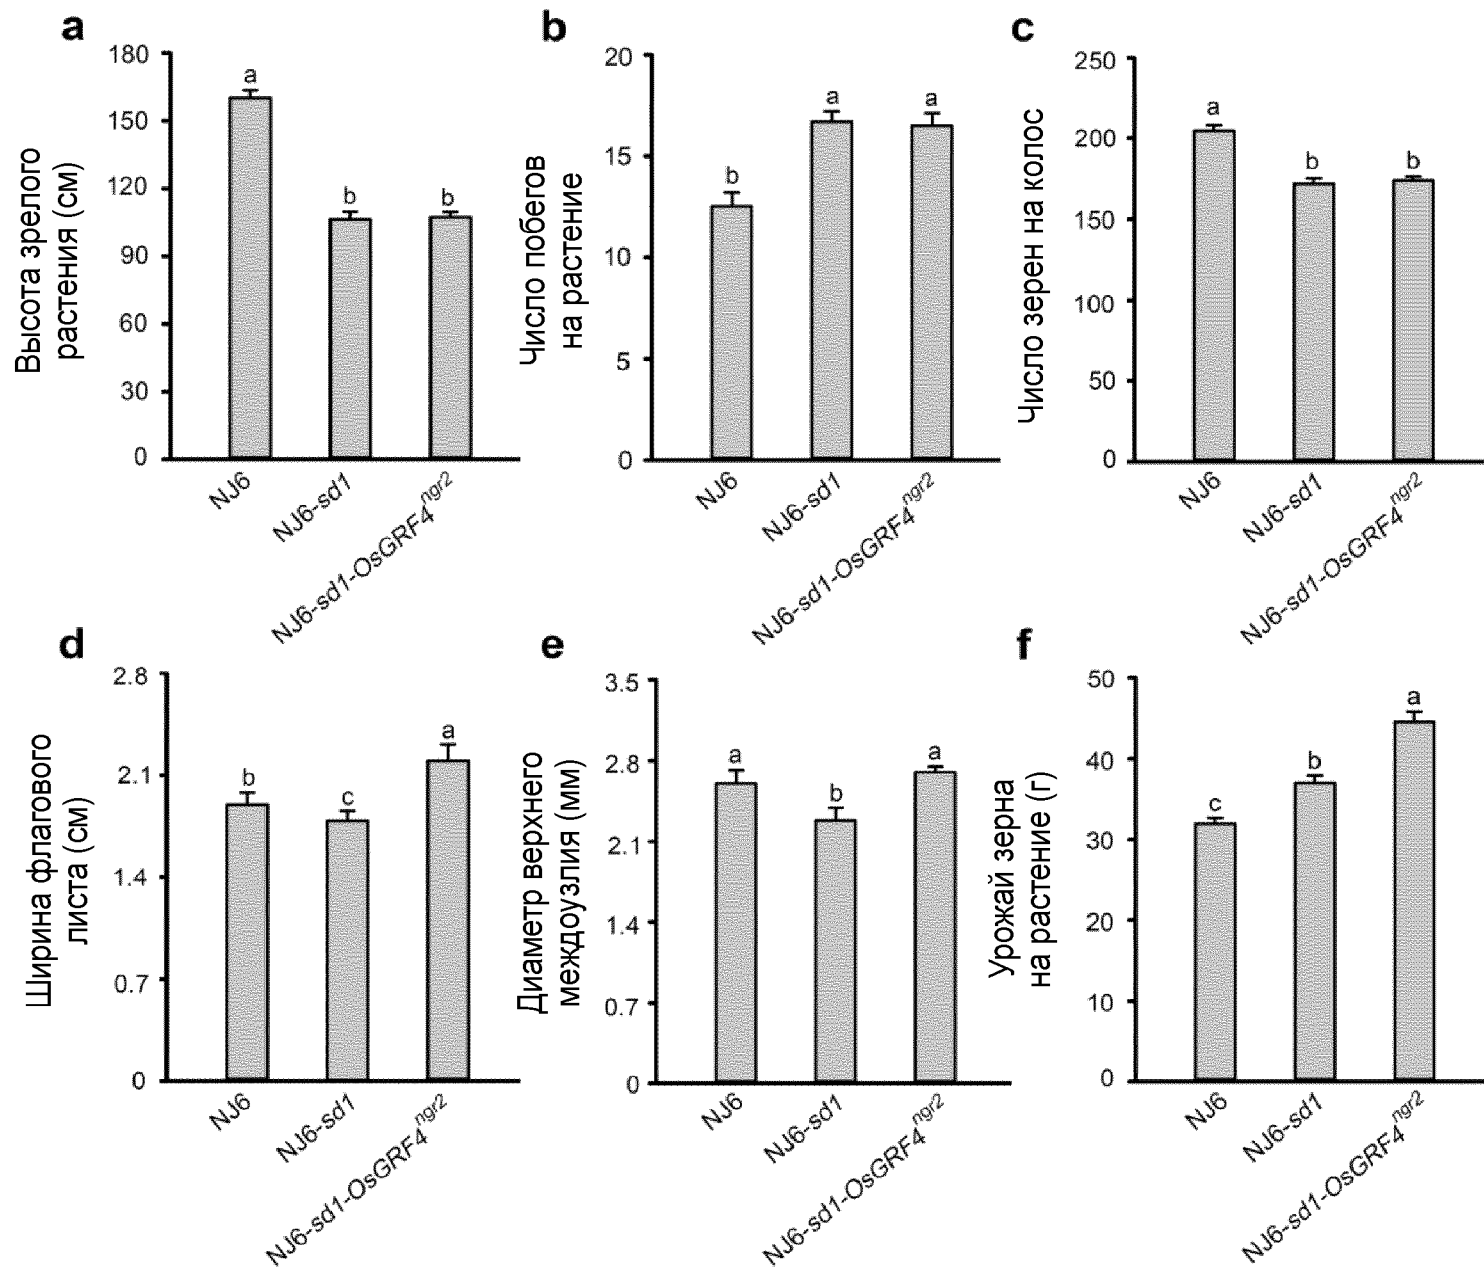 a
Высота зрелого
растения (см)
180
150
120
90
60
30
0
a
b
b
NJ6
NJ6-sd1
NJ6-sd1-OsGRF4ngr2
b
Число побегов
на растение
20
15
10
5
0
b
a
a
NJ6
NJ6-sd1
NJ6-sd1-OsGRF4ngr2
c
Число зерен на колос
250
200
150
100
50
0
a
b
b
NJ6
NJ6-sd1
NJ6-sd1-OsGRF4ngr2
d
Ширина флагового
листа (см)
2.8
2.1
1.4
0.7
0
b
c
a
NJ6
NJ6-sd1
NJ6-sd1-OsGRF4ngr2
e
Диаметр верхнего
междоузлия (мм)
3.5
2.8
2.1
1.4
0.7
0
a
b
a
NJ6
NJ6-sd1
NJ6-sd1-OsGRF4ngr2
f
Урожай зерна
на растение (г)
50
40
30
20
10
0
c
b
a
NJ6
NJ6-sd1
NJ6-sd1-OsGRF4ngr2